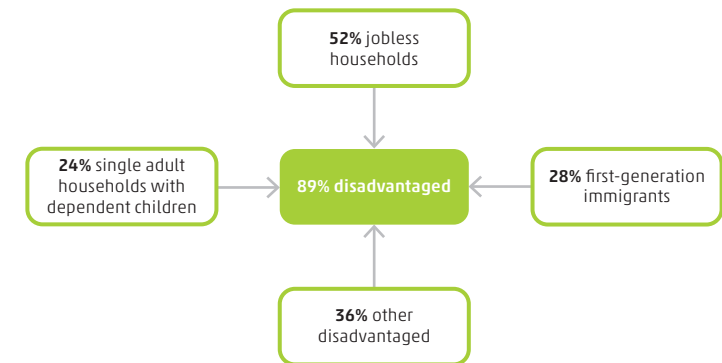 52% jobless
households
24% single adult
households with
dependent children
89% disadvantaged
28% first-generation
immigrants
36% other
disadvantaged